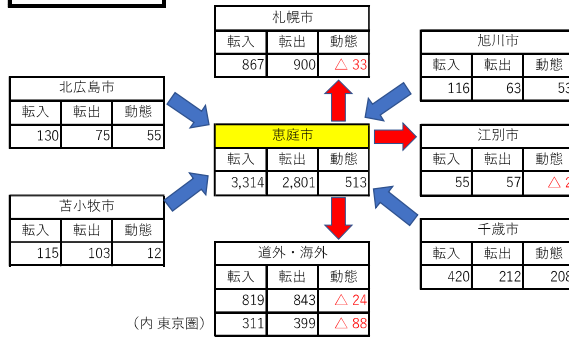 札幌市
転入 転出 動態
867 900 △ 33
旭川市
転入 転出 動態
116 63 53
北広島市
転入 転出 動態
130 75 55
恵庭市
転入 転出 動態
3,314 2,801 513
江別市
転入 転出 動態
55 57 △ 2
苫小牧市
転入 転出 動態
115 103 12
千歳市
転入 転出 動態
420 212 208
道外・海外
転入 転出 動態
819 843 △ 24
(内 東京圏) 311 399 △ 88